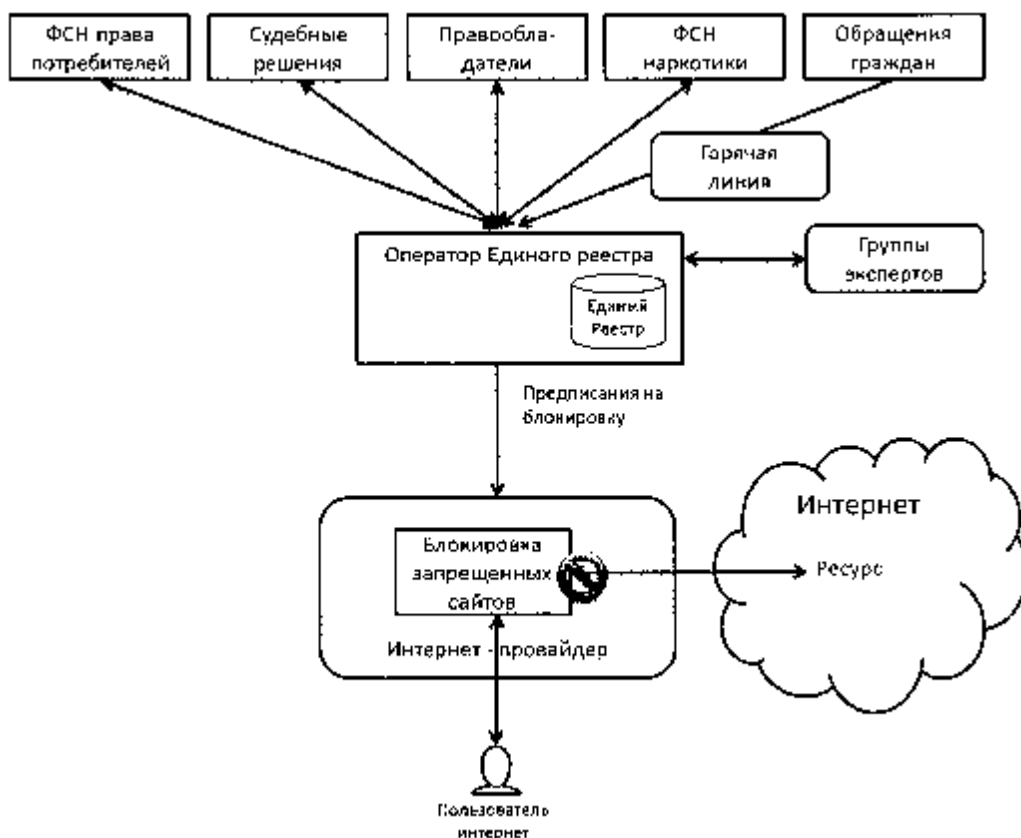 ФСН права
потребителей
Судебные
решения
Правообла-
датели
ФСН
наркотики
Обращения
граждан
Горячая
линия
Оператор Единого реестра
Единый
Реестр
Группы
экспертов
Предписания на
блокировку
Интернет
Ресурс
Блокировка
запрещенных
сайтов
Интернет - провайдер
Пользователь
интернет